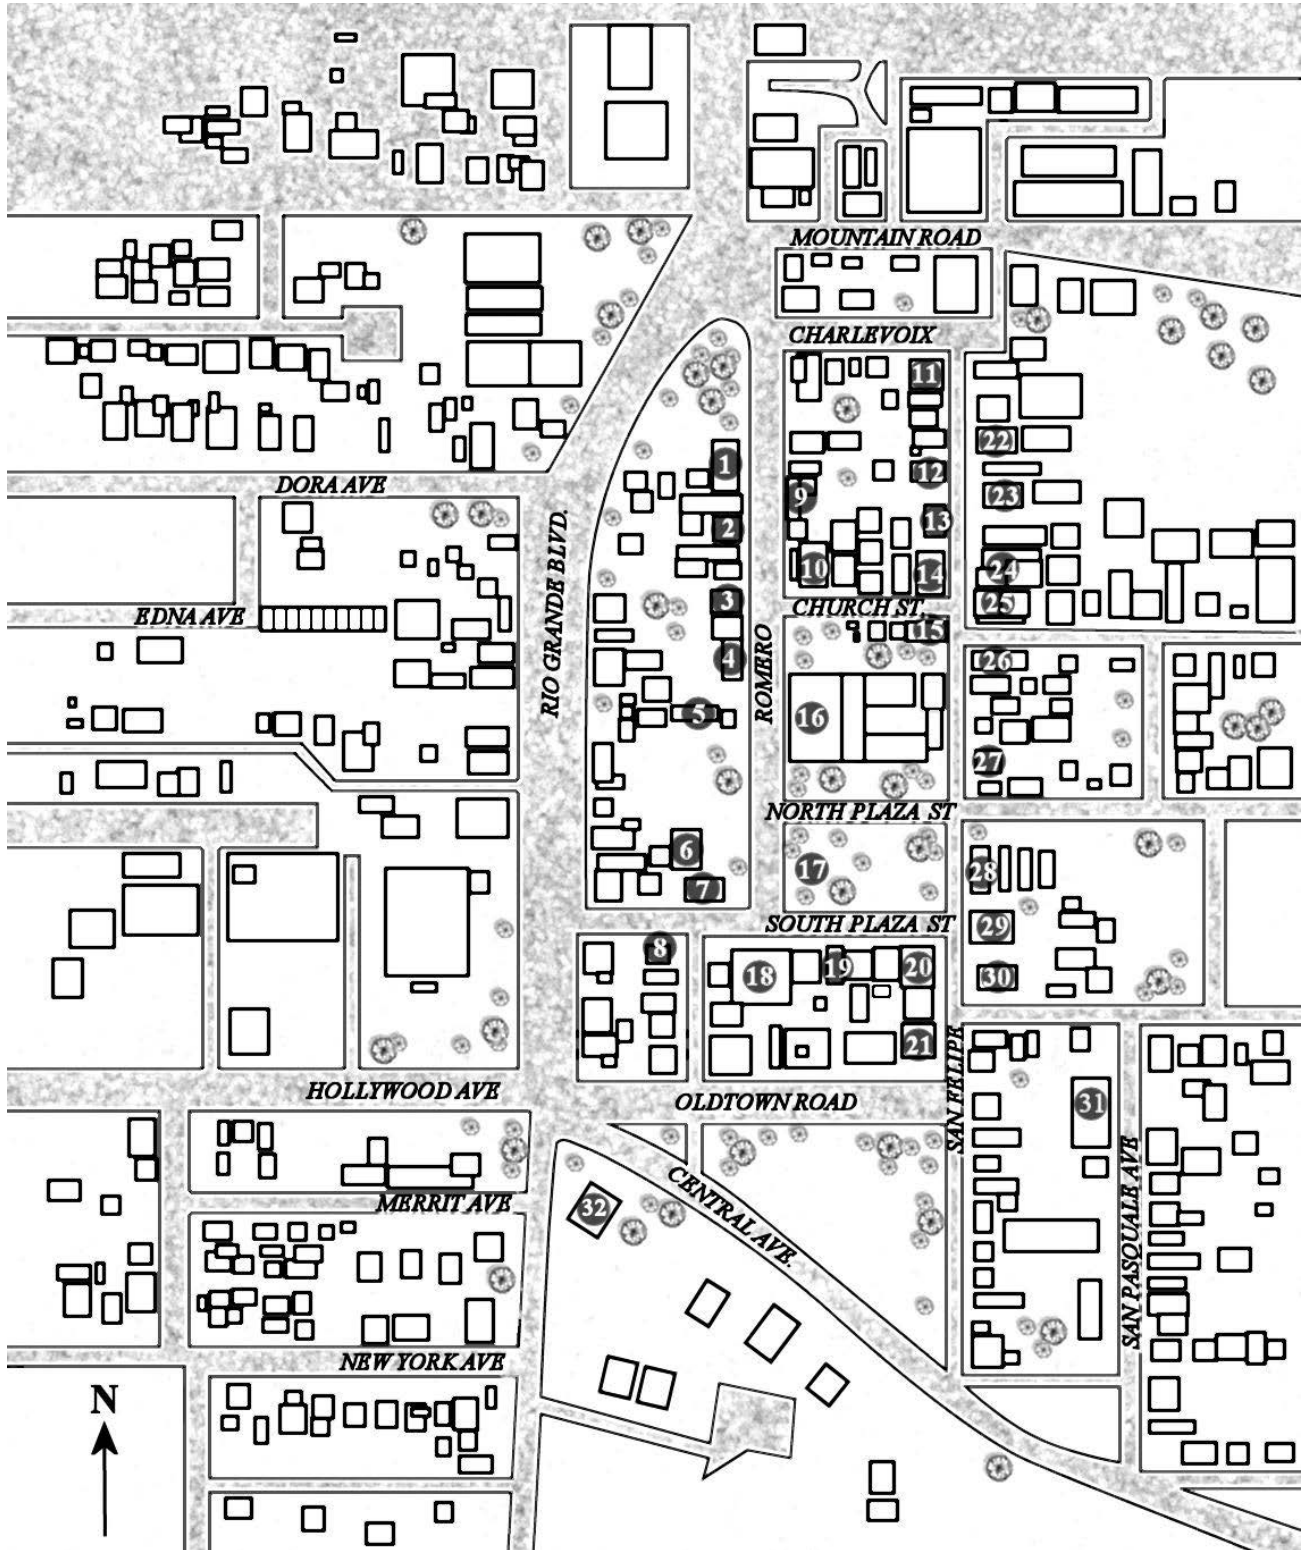 MOUNTAIN ROAD
CHARLEVOIX
11
22
1
12
DORA AVE
9
23
RIO GRANDE BLVD.
2
13
10
14
24
3
CHURCH ST.
25
EDNA AVE
15
4
ROMERO
26
5
16
27
NORTH PLAZA ST
6
17
28
7
SOUTH PLAZA ST
29
8
18
19
20
30
21
SAN FELIPE
HOLLYWOOD AVE
OLDTOWN ROAD
31
MERRIT AVE
32
CENTRAL AVE.
SAN PASQUALE AVE
NEW YORK AVE
N